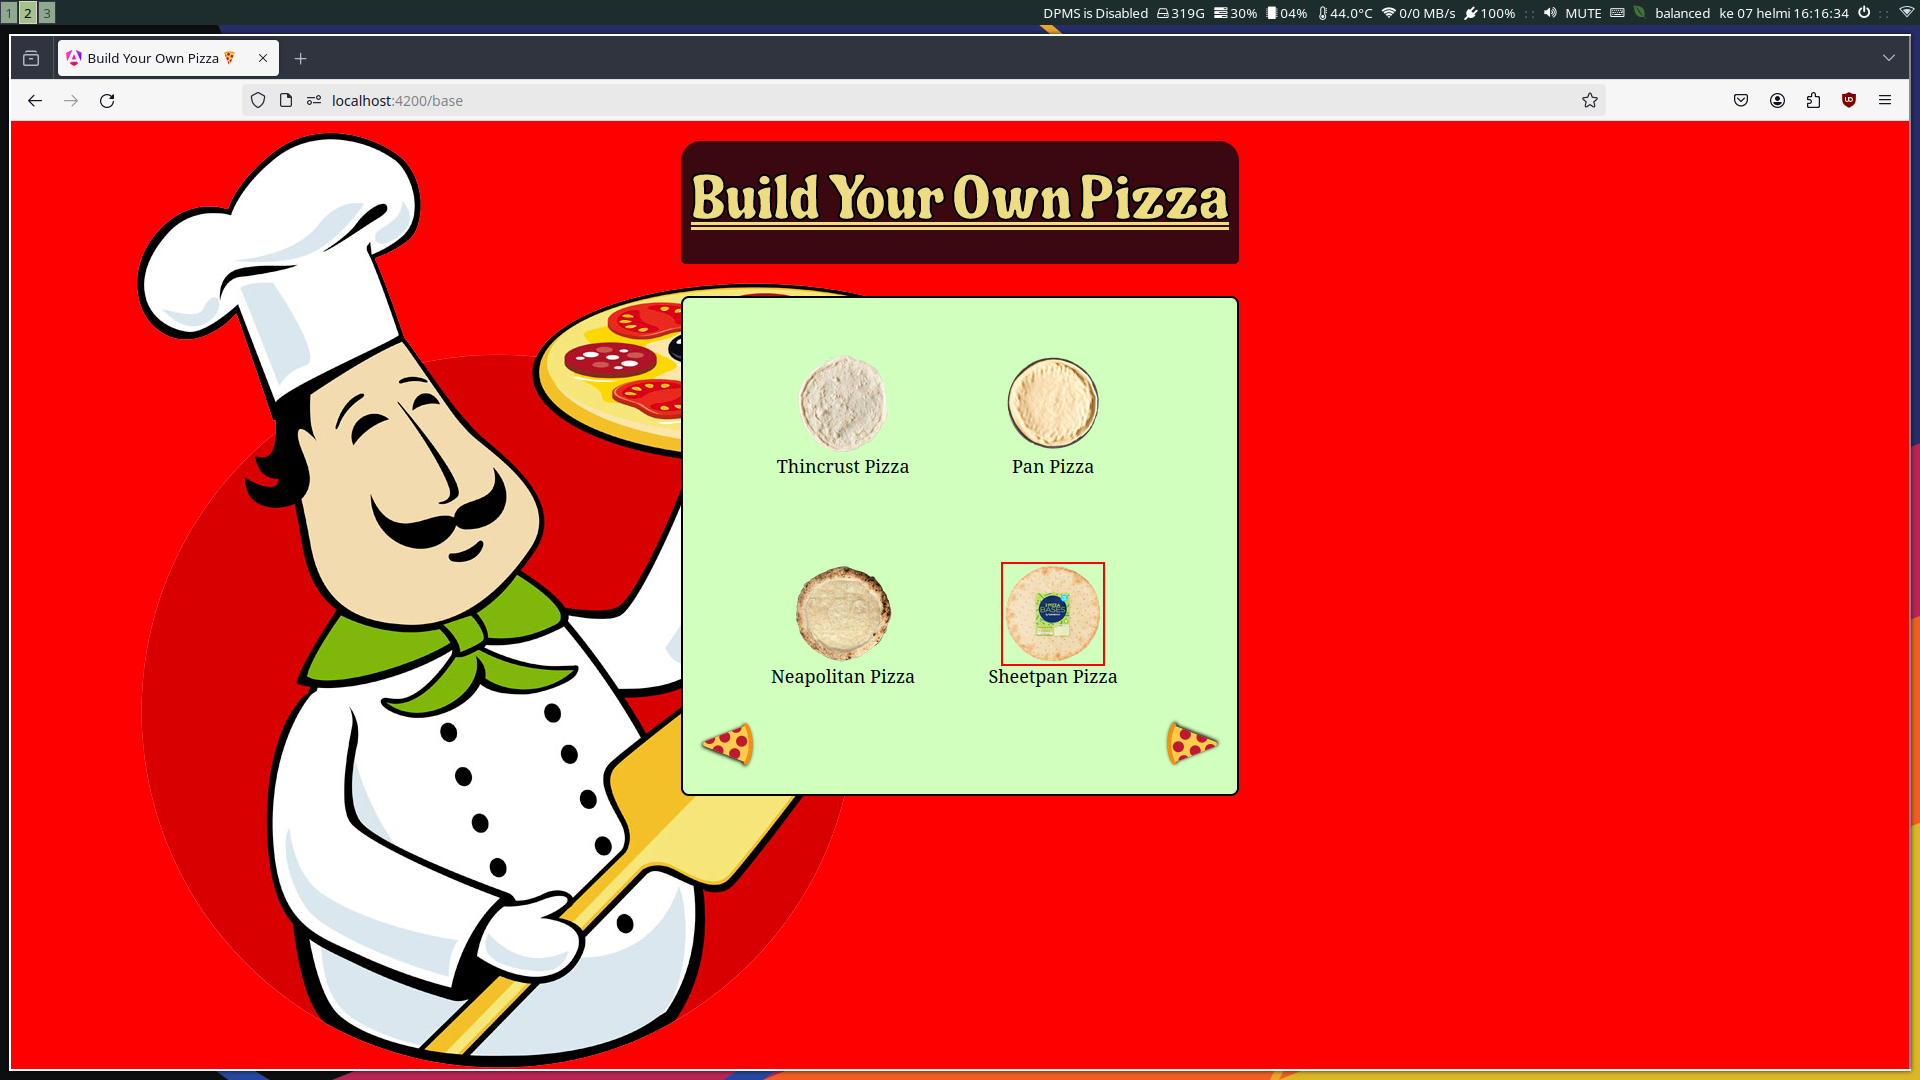 1 2 3 DPMS is Disabled 319G 30% 04% 44.0°C 0/0 MB/s 100% :: MUTE balanced ke 07 helmi 16:16:34 ::
Build Your Own Pizza 🍕
localhost:4200/base
Build Your Own Pizza
Thincrust Pizza Pan Pizza
BASES
Neapolitan Pizza Sheetpan Pizza